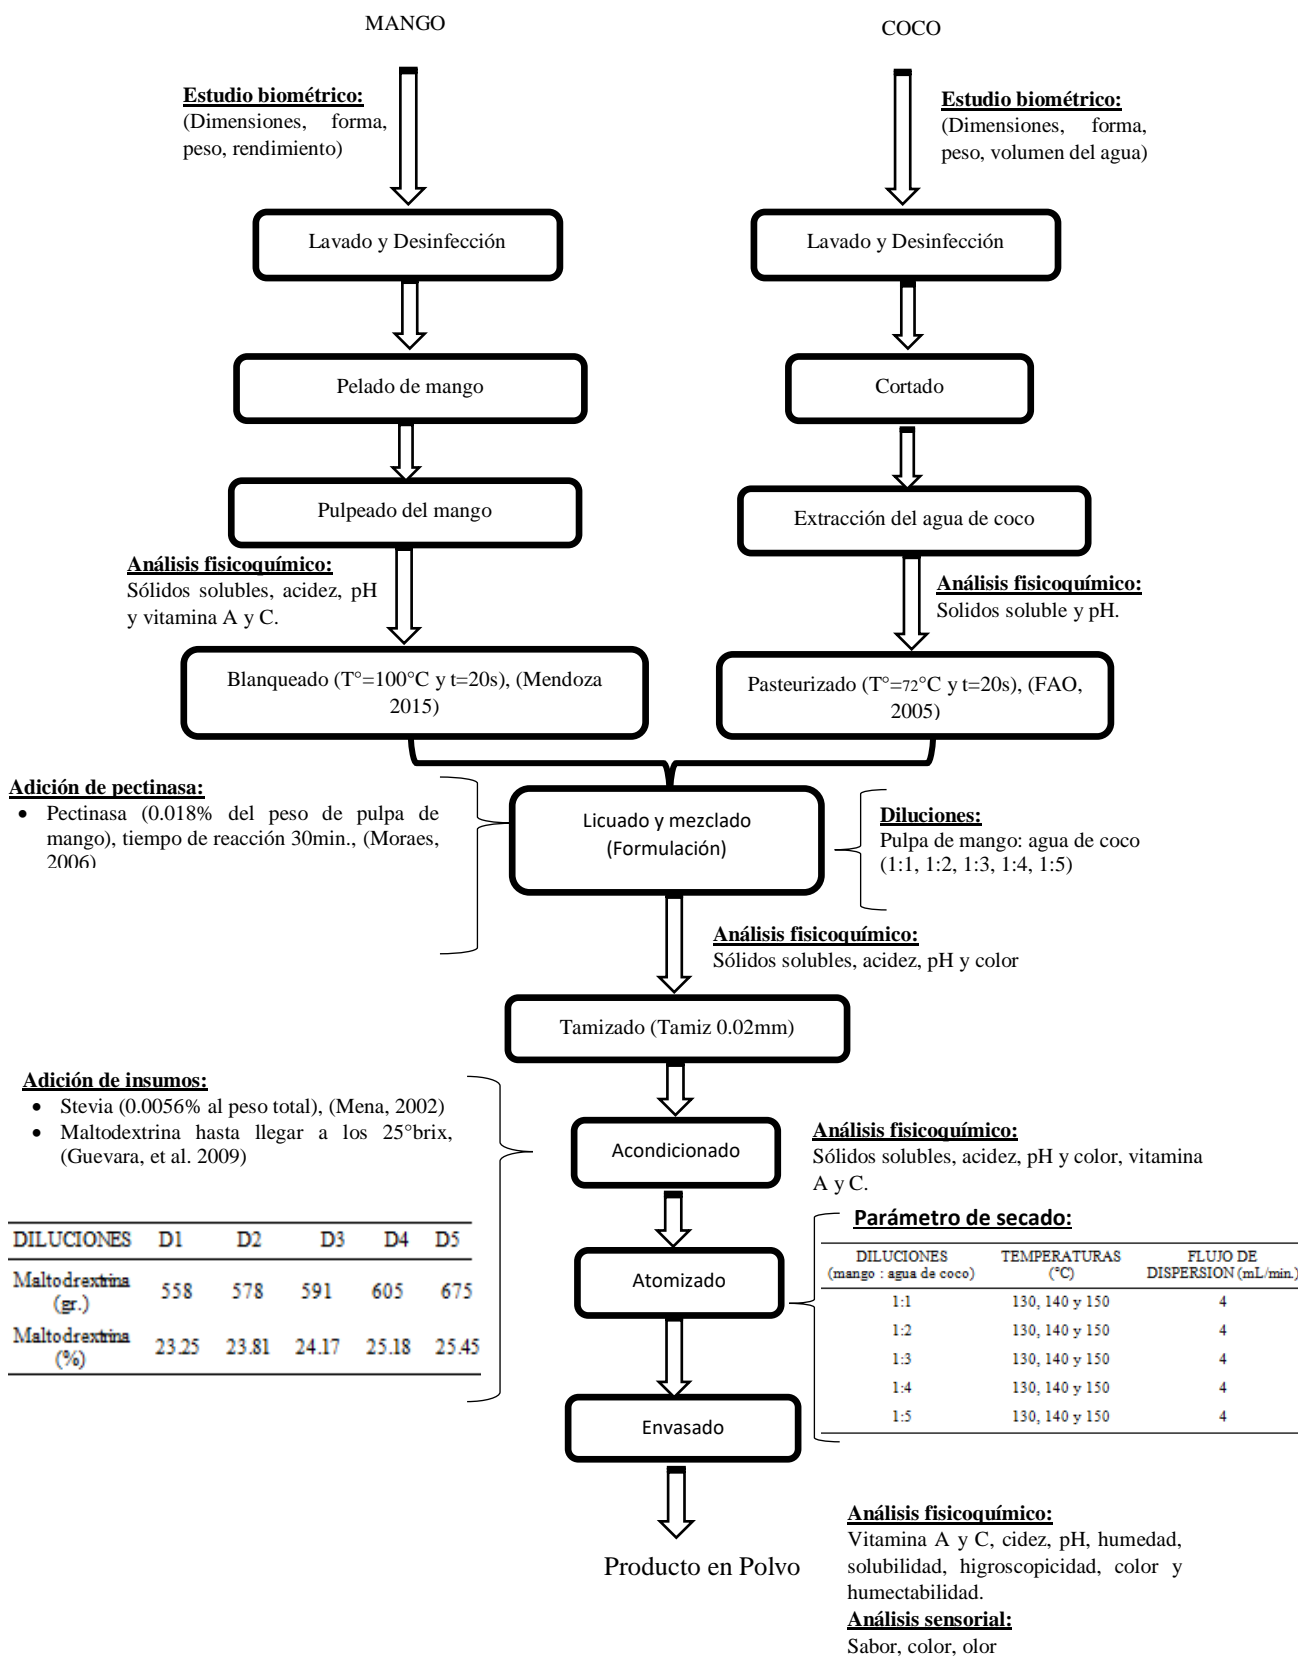 MANGO
COCO
Estudio biométrico:
(Dimensiones, forma,
peso, rendimiento)
Estudio biométrico:
(Dimensiones, forma,
peso, volumen del agua)
Lavado y Desinfección
Lavado y Desinfección
Pelado de mango
Cortado
Pulpeado del mango
Extracción del agua de coco
Análisis fisicoquímico:
Sólidos solubles, acidez, pH
y vitamina A y C.
Análisis fisicoquímico:
Solidos soluble y pH.
Blanqueado (T°=100°C y t=20s), (Mendoza
2015)
Pasteurizado (T°=72°C y t=20s), (FAO,
2005)
Adición de pectinasa:
• Pectinasa (0.018% del peso de pulpa de
mango), tiempo de reacción 30min., (Moraes,
2006)
Licuado y mezclado
(Formulación)
Diluciones:
Pulpa de mango: agua de coco
(1:1, 1:2, 1:3, 1:4, 1:5)
Análisis fisicoquímico:
Sólidos solubles, acidez, pH y color
Tamizado (Tamiz 0.02mm)
Adición de insumos:
• Stevia (0.0056% al peso total), (Mena, 2002)
• Maltodextrina hasta llegar a los 25°brix,
(Guevara, et al. 2009)
Acondicionado
Análisis fisicoquímico:
Sólidos solubles, acidez, pH y color, vitamina
A y C.
DILUCIONES D1 D2 D3 D4 D5
Maltodrextrina
(gr.) 558 578 591 605 675
Maltodrextrina
(%) 23.25 23.81 24.17 25.18 25.45
Atomizado
Parámetro de secado:
DILUCIONES TEMPERATURAS FLUJO DE
(mango : agua de coco) (°C) DISPERSION (mL/min.)
1:1 130, 140 y 150 4
1:2 130, 140 y 150 4
1:3 130, 140 y 150 4
1:4 130, 140 y 150 4
1:5 130, 140 y 150 4
Envasado
Producto en Polvo
Análisis fisicoquímico:
Vitamina A y C, cidez, pH, humedad,
solubilidad, higroscopicidad, color y
humectabilidad.
Análisis sensorial:
Sabor, color, olor